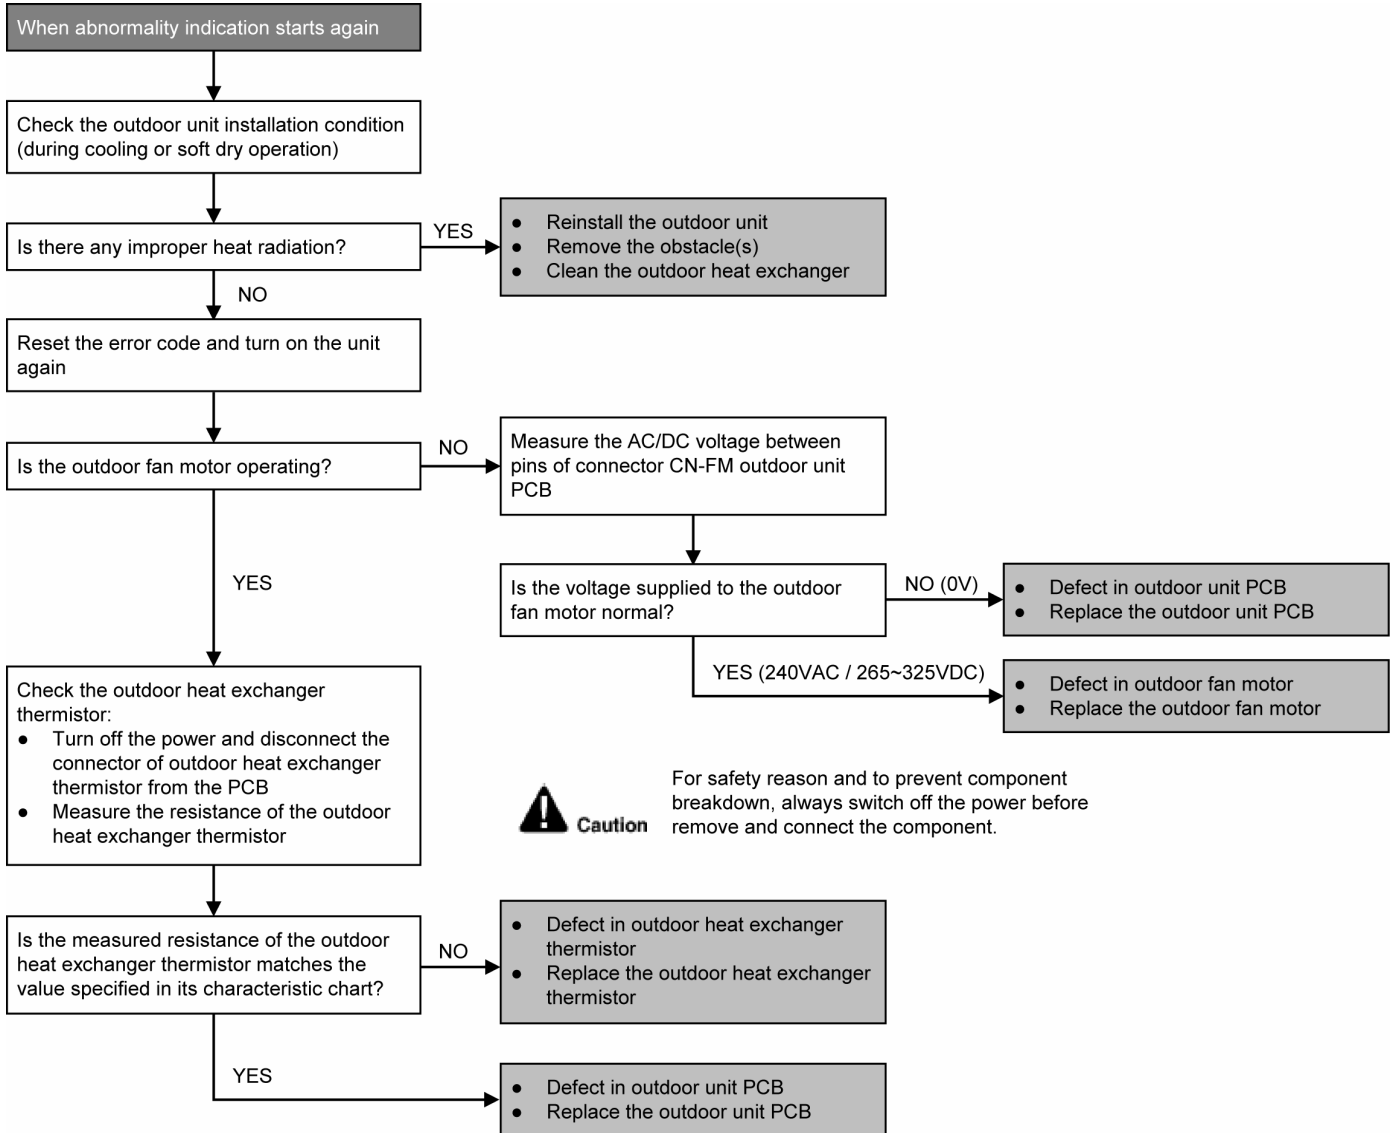 When abnormality indication starts again
Check the outdoor unit installation condition
(during cooling or soft dry operation)
Is there any improper heat radiation?
YES
● Reinstall the outdoor unit
● Remove the obstacle(s)
● Clean the outdoor heat exchanger
NO
Reset the error code and turn on the unit
again
Is the outdoor fan motor operating?
NO
Measure the AC/DC voltage between
pins of connector CN-FM outdoor unit
PCB
YES
Is the voltage supplied to the outdoor
fan motor normal?
NO (0V)
● Defect in outdoor unit PCB
● Replace the outdoor unit PCB
YES (240VAC / 265~325VDC)
● Defect in outdoor fan motor
● Replace the outdoor fan motor
Check the outdoor heat exchanger
thermistor:
● Turn off the power and disconnect the
connector of outdoor heat exchanger
thermistor from the PCB
● Measure the resistance of the outdoor
heat exchanger thermistor
Caution
For safety reason and to prevent component
breakdown, always switch off the power before
remove and connect the component.
Is the measured resistance of the outdoor
heat exchanger thermistor matches the
value specified in its characteristic chart?
NO
● Defect in outdoor heat exchanger
thermistor
● Replace the outdoor heat exchanger
thermistor
YES
● Defect in outdoor unit PCB
● Replace the outdoor unit PCB